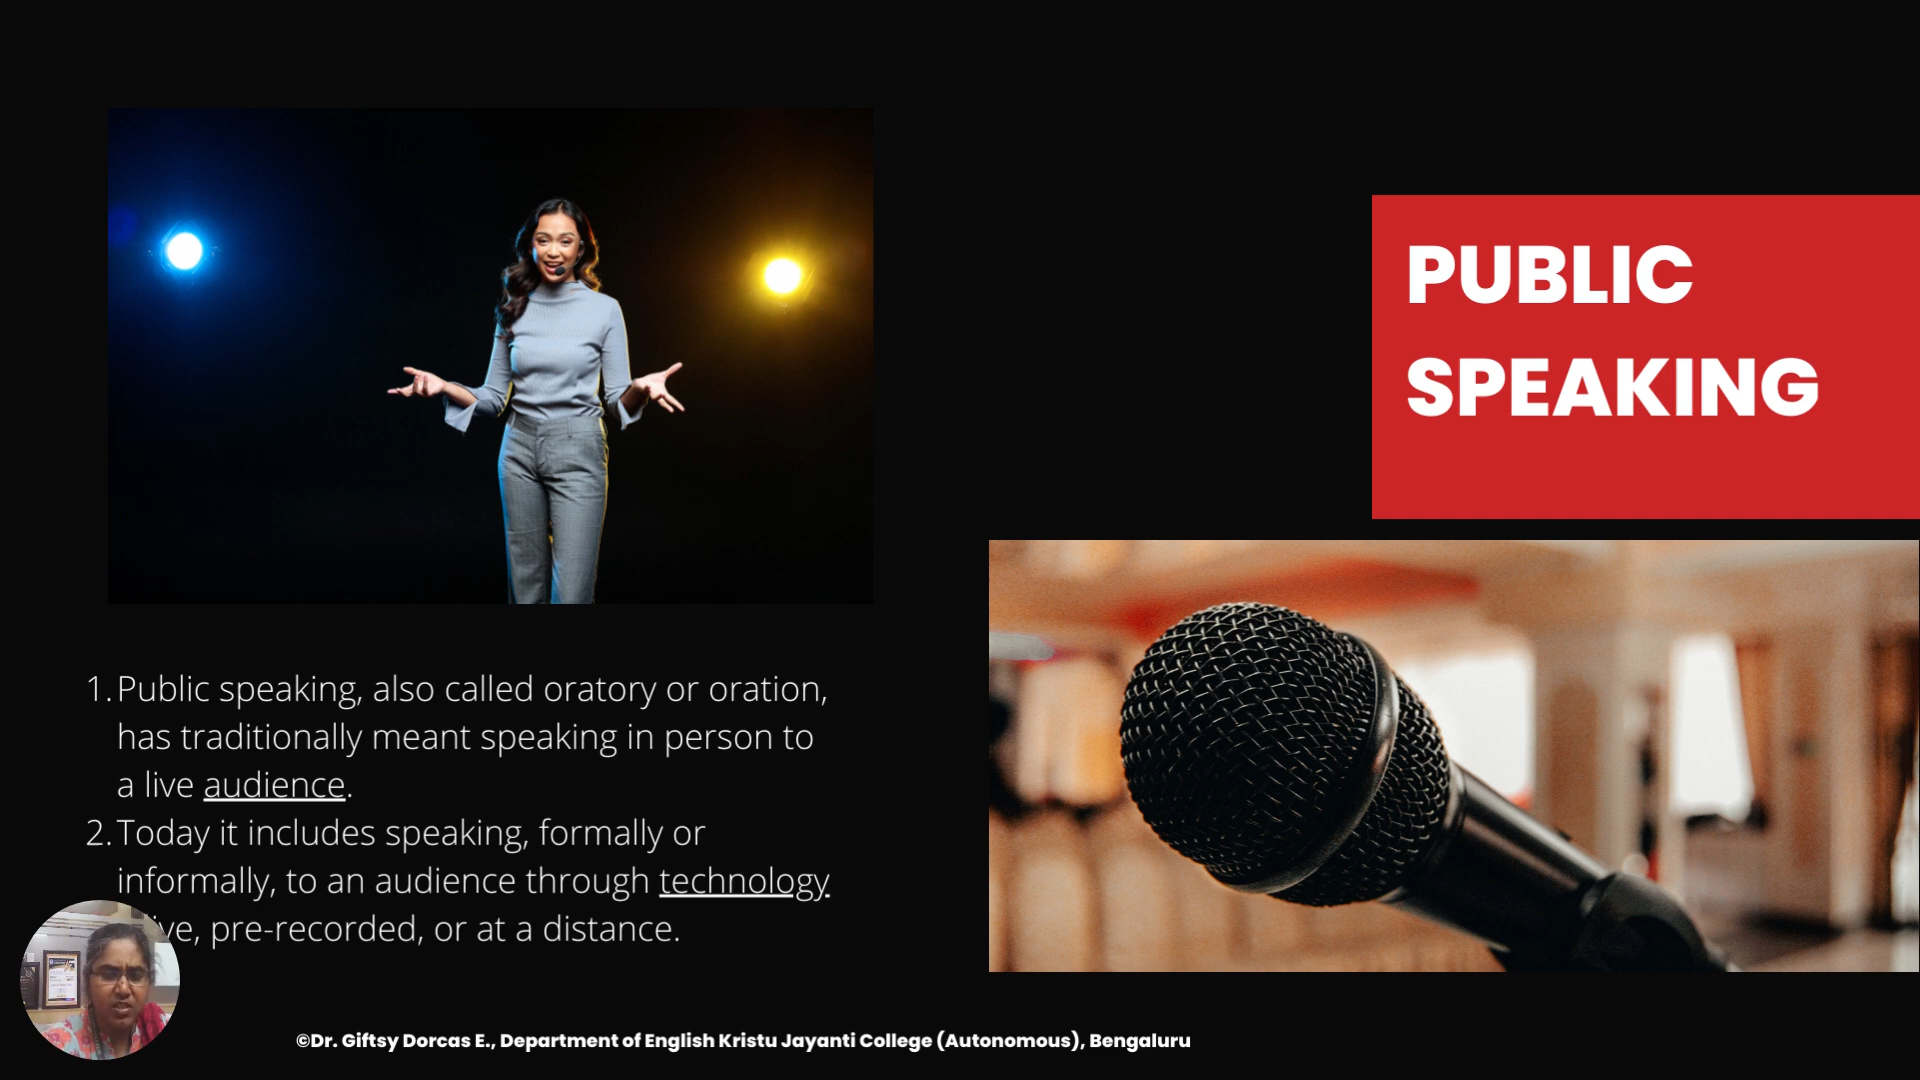 PUBLIC
SPEAKING
1. Public speaking, also called oratory or oration,
has traditionally meant speaking in person to
a live audience.
2. Today it includes speaking, formally or
informally, to an audience through technology
ve, pre-recorded, or at a distance.
©Dr. Giftsy Dorcas E., Department of English Kristu Jayanti College (Autonomous), Bengaluru